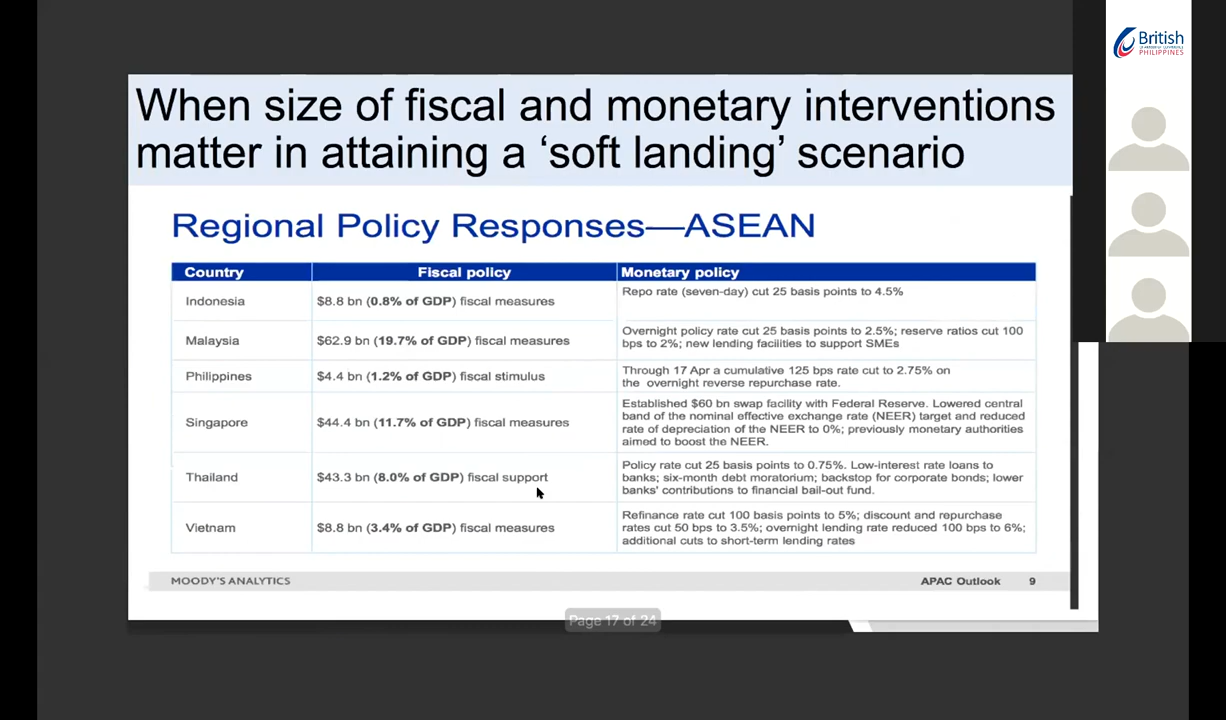 British
PHILIPPINES
When size of fiscal and monetary interventions
matter in attaining a ‘soft landing’ scenario
Regional Policy Responses—ASEAN
Country Fiscal policy Monetary policy
Indonesia $8.8 bn (0.8% of GDP) fiscal measures Repo rate (seven-day) cut 25 basis points to 4.5%
Malaysia $62.9 bn (19.7% of GDP) fiscal measures Overnight policy rate cut 25 basis points to 2.5%; reserve ratios cut 100
bps to 2%; new lending facilities to support SMEs
Philippines $4.4 bn (1.2% of GDP) fiscal stimulus Through 17 Apr a cumulative 125 bps rate cut to 2.75% on
the overnight reverse repurchase rate.
Singapore $44.4 bn (11.7% of GDP) fiscal measures Established $60 bn swap facility with Federal Reserve. Lowered central
band of the nominal effective exchange rate (NEER) target and reduced
rate of depreciation of the NEER to 0%; previously monetary authorities
aimed to boost the NEER.
Thailand $43.3 bn (8.0% of GDP) fiscal support Policy rate cut 25 basis points to 0.75%. Low-interest rate loans to
banks; six-month debt moratorium; backstop for corporate bonds; lower
banks' contributions to financial bail-out fund.
Vietnam $8.8 bn (3.4% of GDP) fiscal measures Refinance rate cut 100 basis points to 5%; discount and repurchase
rates cut 50 bps to 3.5%; overnight lending rate reduced 100 bps to 6%;
additional cuts to short-term lending rates
MOODY'S ANALYTICS APAC Outlook 9
Page 17 of 24